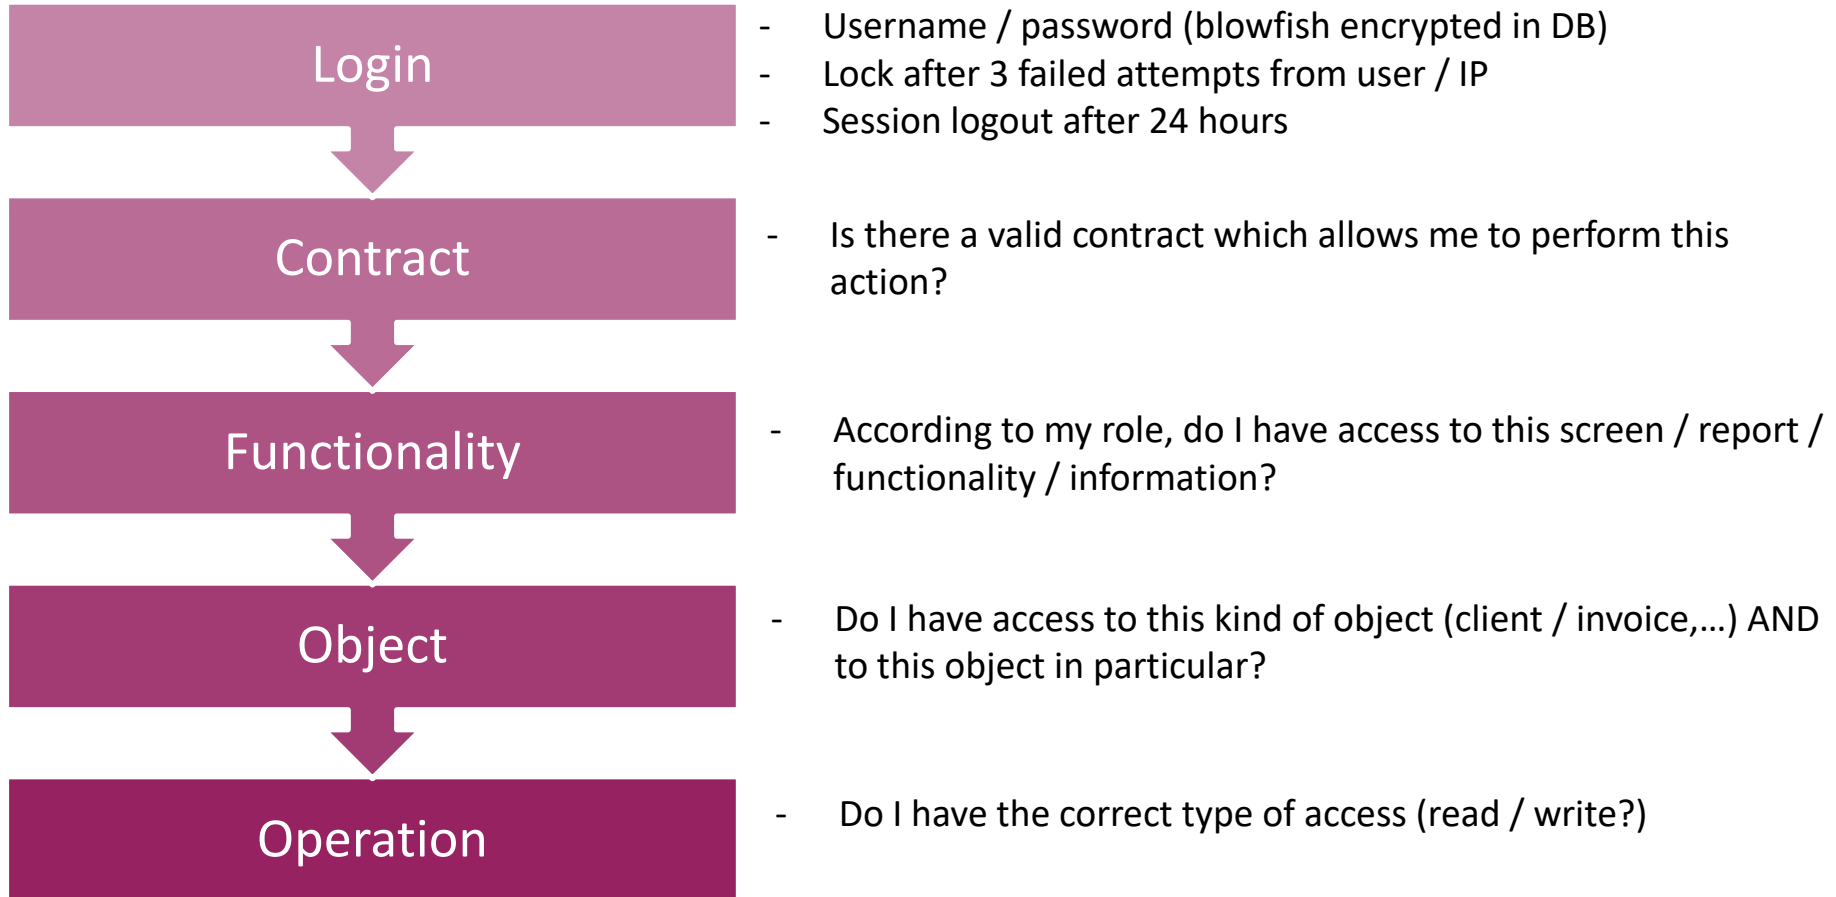 Login
- Username / password (blowfish encrypted in DB)
- Lock after 3 failed attempts from user / IP
- Session logout after 24 hours
Contract
- Is there a valid contract which allows me to perform this
action?
Functionality
- According to my role, do I have access to this screen / report /
functionality / information?
Object
- Do I have access to this kind of object (client / invoice,...) AND
to this object in particular?
Operation
- Do I have the correct type of access (read / write?)